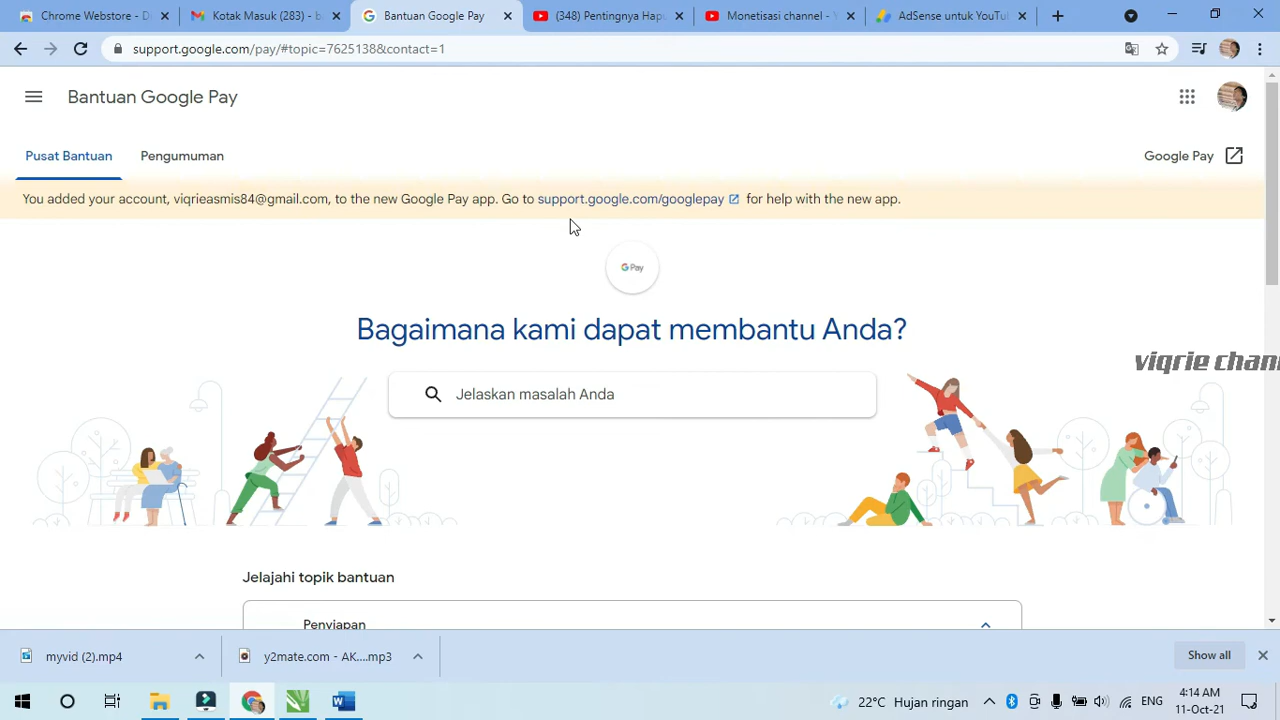 Chrome Webstore - D
Kotak Masuk (283) - b
Bantuan Google Pay
(348) Pentingnya Hapu
Monetisasi channel - Y
AdSense untuk YouTub
support.google.com/pay/#topic=7625138&contact=1
Bantuan Google Pay
Pusat Bantuan
Pengumuman
Google Pay
You added your account, viqrieasmis84@gmail.com, to the new Google Pay app. Go to support.google.com/googlepay for help with the new app.
G Pay
Bagaimana kami dapat membantu Anda?
viqrie chann
Jelaskan masalah Anda
Jelajahi topik bantuan
Penyiapan
myvid (2).mp4
y2mate.com - AK....mp3
Show all
22°C Hujan ringan
ENG
4:14 AM
11-Oct-21